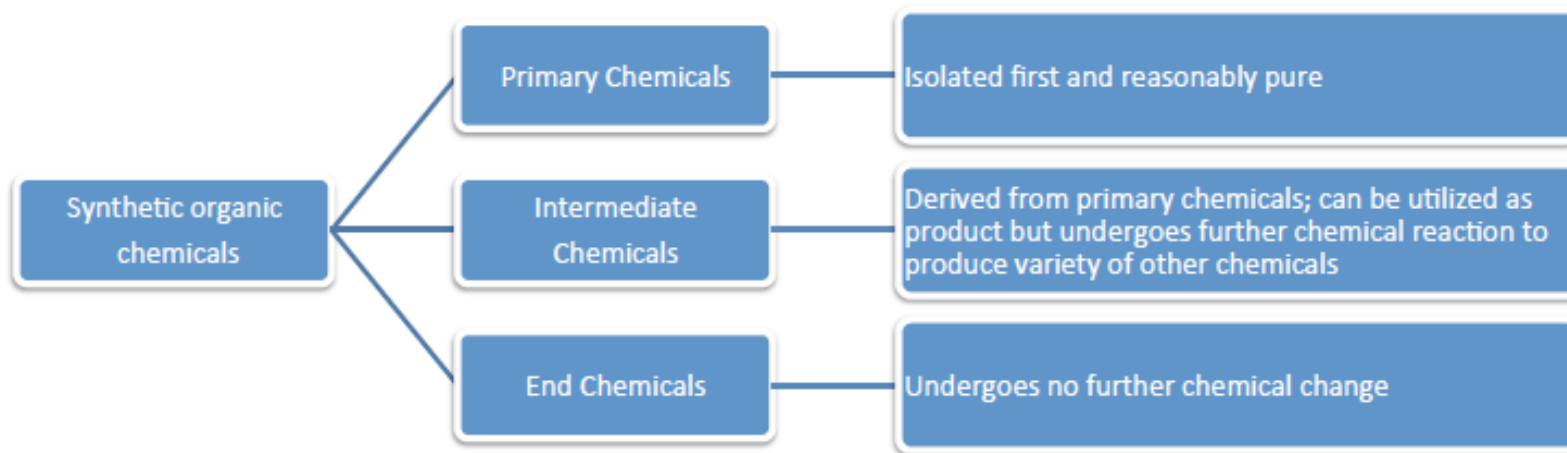 Primary Chemicals
Isolated first and reasonably pure
Synthetic organic
chemicals
Intermediate
Chemicals
Derived from primary chemicals; can be utilized as
product but undergoes further chemical reaction to
produce variety of other chemicals
End Chemicals
Undergoes no further chemical change